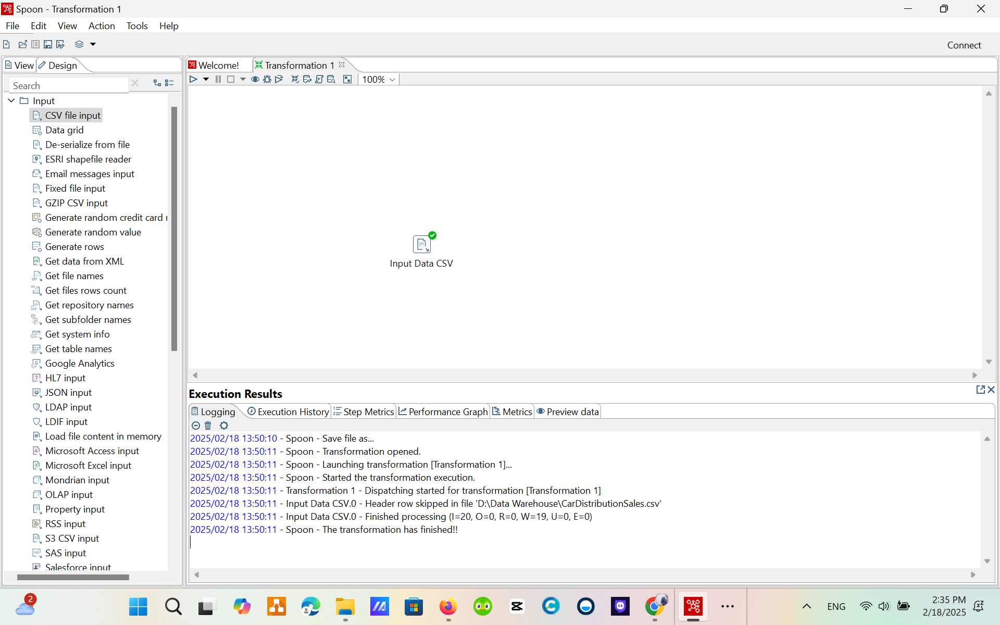 Spoon - Transformation 1
File Edit View Action Tools Help
Connect
View Design
Search
Input
CSV file input
Data grid
De-serialize from file
ESRI shapefile reader
Email messages input
Fixed file input
GZIP CSV input
Generate random credit card
Generate random value
Generate rows
Get data from XML
Get file names
Get files rows count
Get repository names
Get subfolder names
Get system info
Get table names
Google Analytics
HL7 input
JSON input
LDAP input
LDIF input
Load file content in memory
Microsoft Access input
Microsoft Excel input
Mondrian input
OLAP input
Property input
RSS input
S3 CSV input
SAS input
Salesforce input
Welcome! Transformation 1
100%
Input Data CSV
Execution Results
Logging Execution History Step Metrics Performance Graph Metrics Preview data
2025/02/18 13:50:10 - Spoon - Save file as...
2025/02/18 13:50:11 - Spoon - Transformation opened.
2025/02/18 13:50:11 - Spoon - Launching transformation [Transformation 1]...
2025/02/18 13:50:11 - Spoon - Started the transformation execution.
2025/02/18 13:50:11 - Transformation 1 - Dispatching started for transformation [Transformation 1]
2025/02/18 13:50:11 - Input Data CSV.0 - Header row skipped in file 'D:\Data Warehouse\CarDistributionSales.csv'
2025/02/18 13:50:11 - Input Data CSV.0 - Finished processing (I=20, O=0, R=0, W=19, U=0, E=0)
2025/02/18 13:50:11 - Spoon - The transformation has finished!!
2
ENG
2:35 PM
2/18/2025